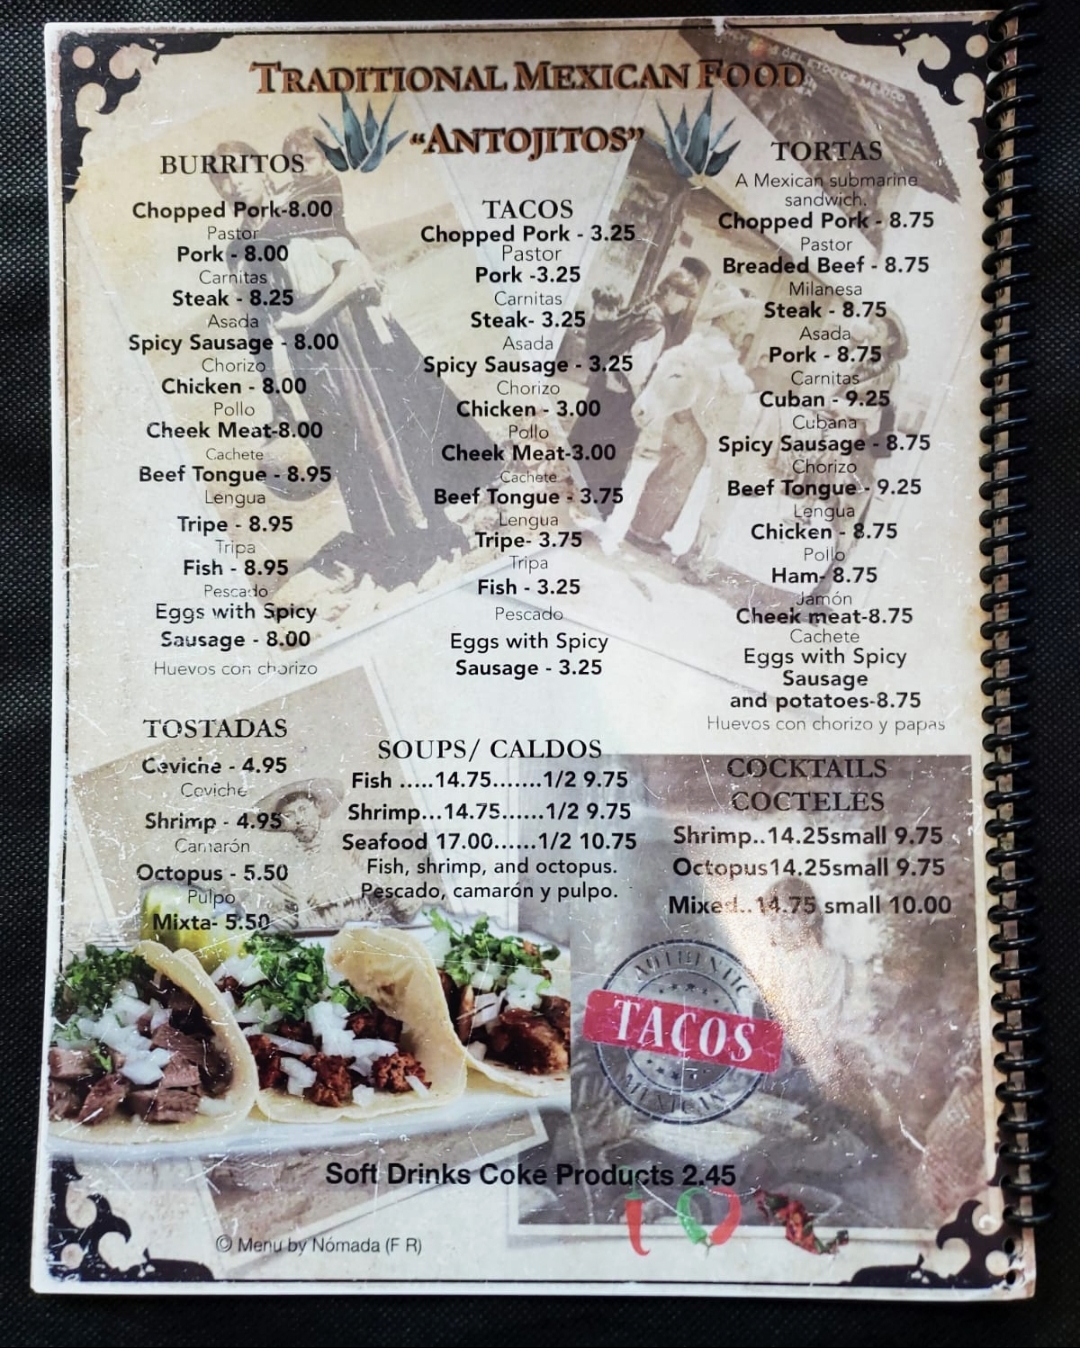 TRADITIONAL MEXICAN FOOD
"ANTOJITOS"
BURRITOS
Chopped Pork-8.00
Pastor
Pork - 8.00
Carnitas
Steak - 8.25
Asada
Spicy Sausage - 8.00
Chorizo
Chicken - 8.00
Pollo
Cheek Meat-8.00
Cachete
Beef Tongue - 8.95
Lengua
Tripe - 8.95
Tripa
Fish - 8.95
Pescado
Eggs with Spicy
Sausage - 8.00
Huevos con chorizo
TOSTADAS
Ceviche - 4.95
Ceviche
Shrimp - 4.95
Camarón
Octopus - 5.50
Pulpo
Mixta- 5.50
TACOS
Chopped Pork - 3.25
Pastor
Pork -3.25
Carnitas
Steak- 3.25
Asada
Spicy Sausage - 3.25
Chorizo
Chicken - 3.00
Pollo
Cheek Meat-3.00
Cachete
Beef Tongue - 3.75
Lengua
Tripe- 3.75
Tripa
Fish - 3.25
Pescado
Eggs with Spicy
Sausage - 3.25
SOUPS/ CALDOS
Fish .....14.75.......1/2 9.75
Shrimp...14.75......1/2 9.75
Seafood 17.00......1/2 10.75
Fish, shrimp, and octopus.
Pescado, camarón y pulpo.
TORTAS
A Mexican submarine
sandwich.
Chopped Pork - 8.75
Pastor
Breaded Beef - 8.75
Milanesa
Steak - 8.75
Asada
Pork - 8.75
Carnitas
Cuban - 9.25
Cubana
Spicy Sausage - 8.75
Chorizo
Beef Tongue - 9.25
Lengua
Chicken - 8.75
Pollo
Ham- 8.75
Jamón
Cheek meat-8.75
Cachete
Eggs with Spicy
Sausage
and potatoes-8.75
Huevos con chorizo y papas
COCKTAILS
COCTELES
Shrimp..14.25small 9.75
Octopus14.25small 9.75
Mixed..14.75 small 10.00
AUTHENTIC
TACOS
MEXICAN
Soft Drinks Coke Products 2.45
© Menu by Nómada (F R)